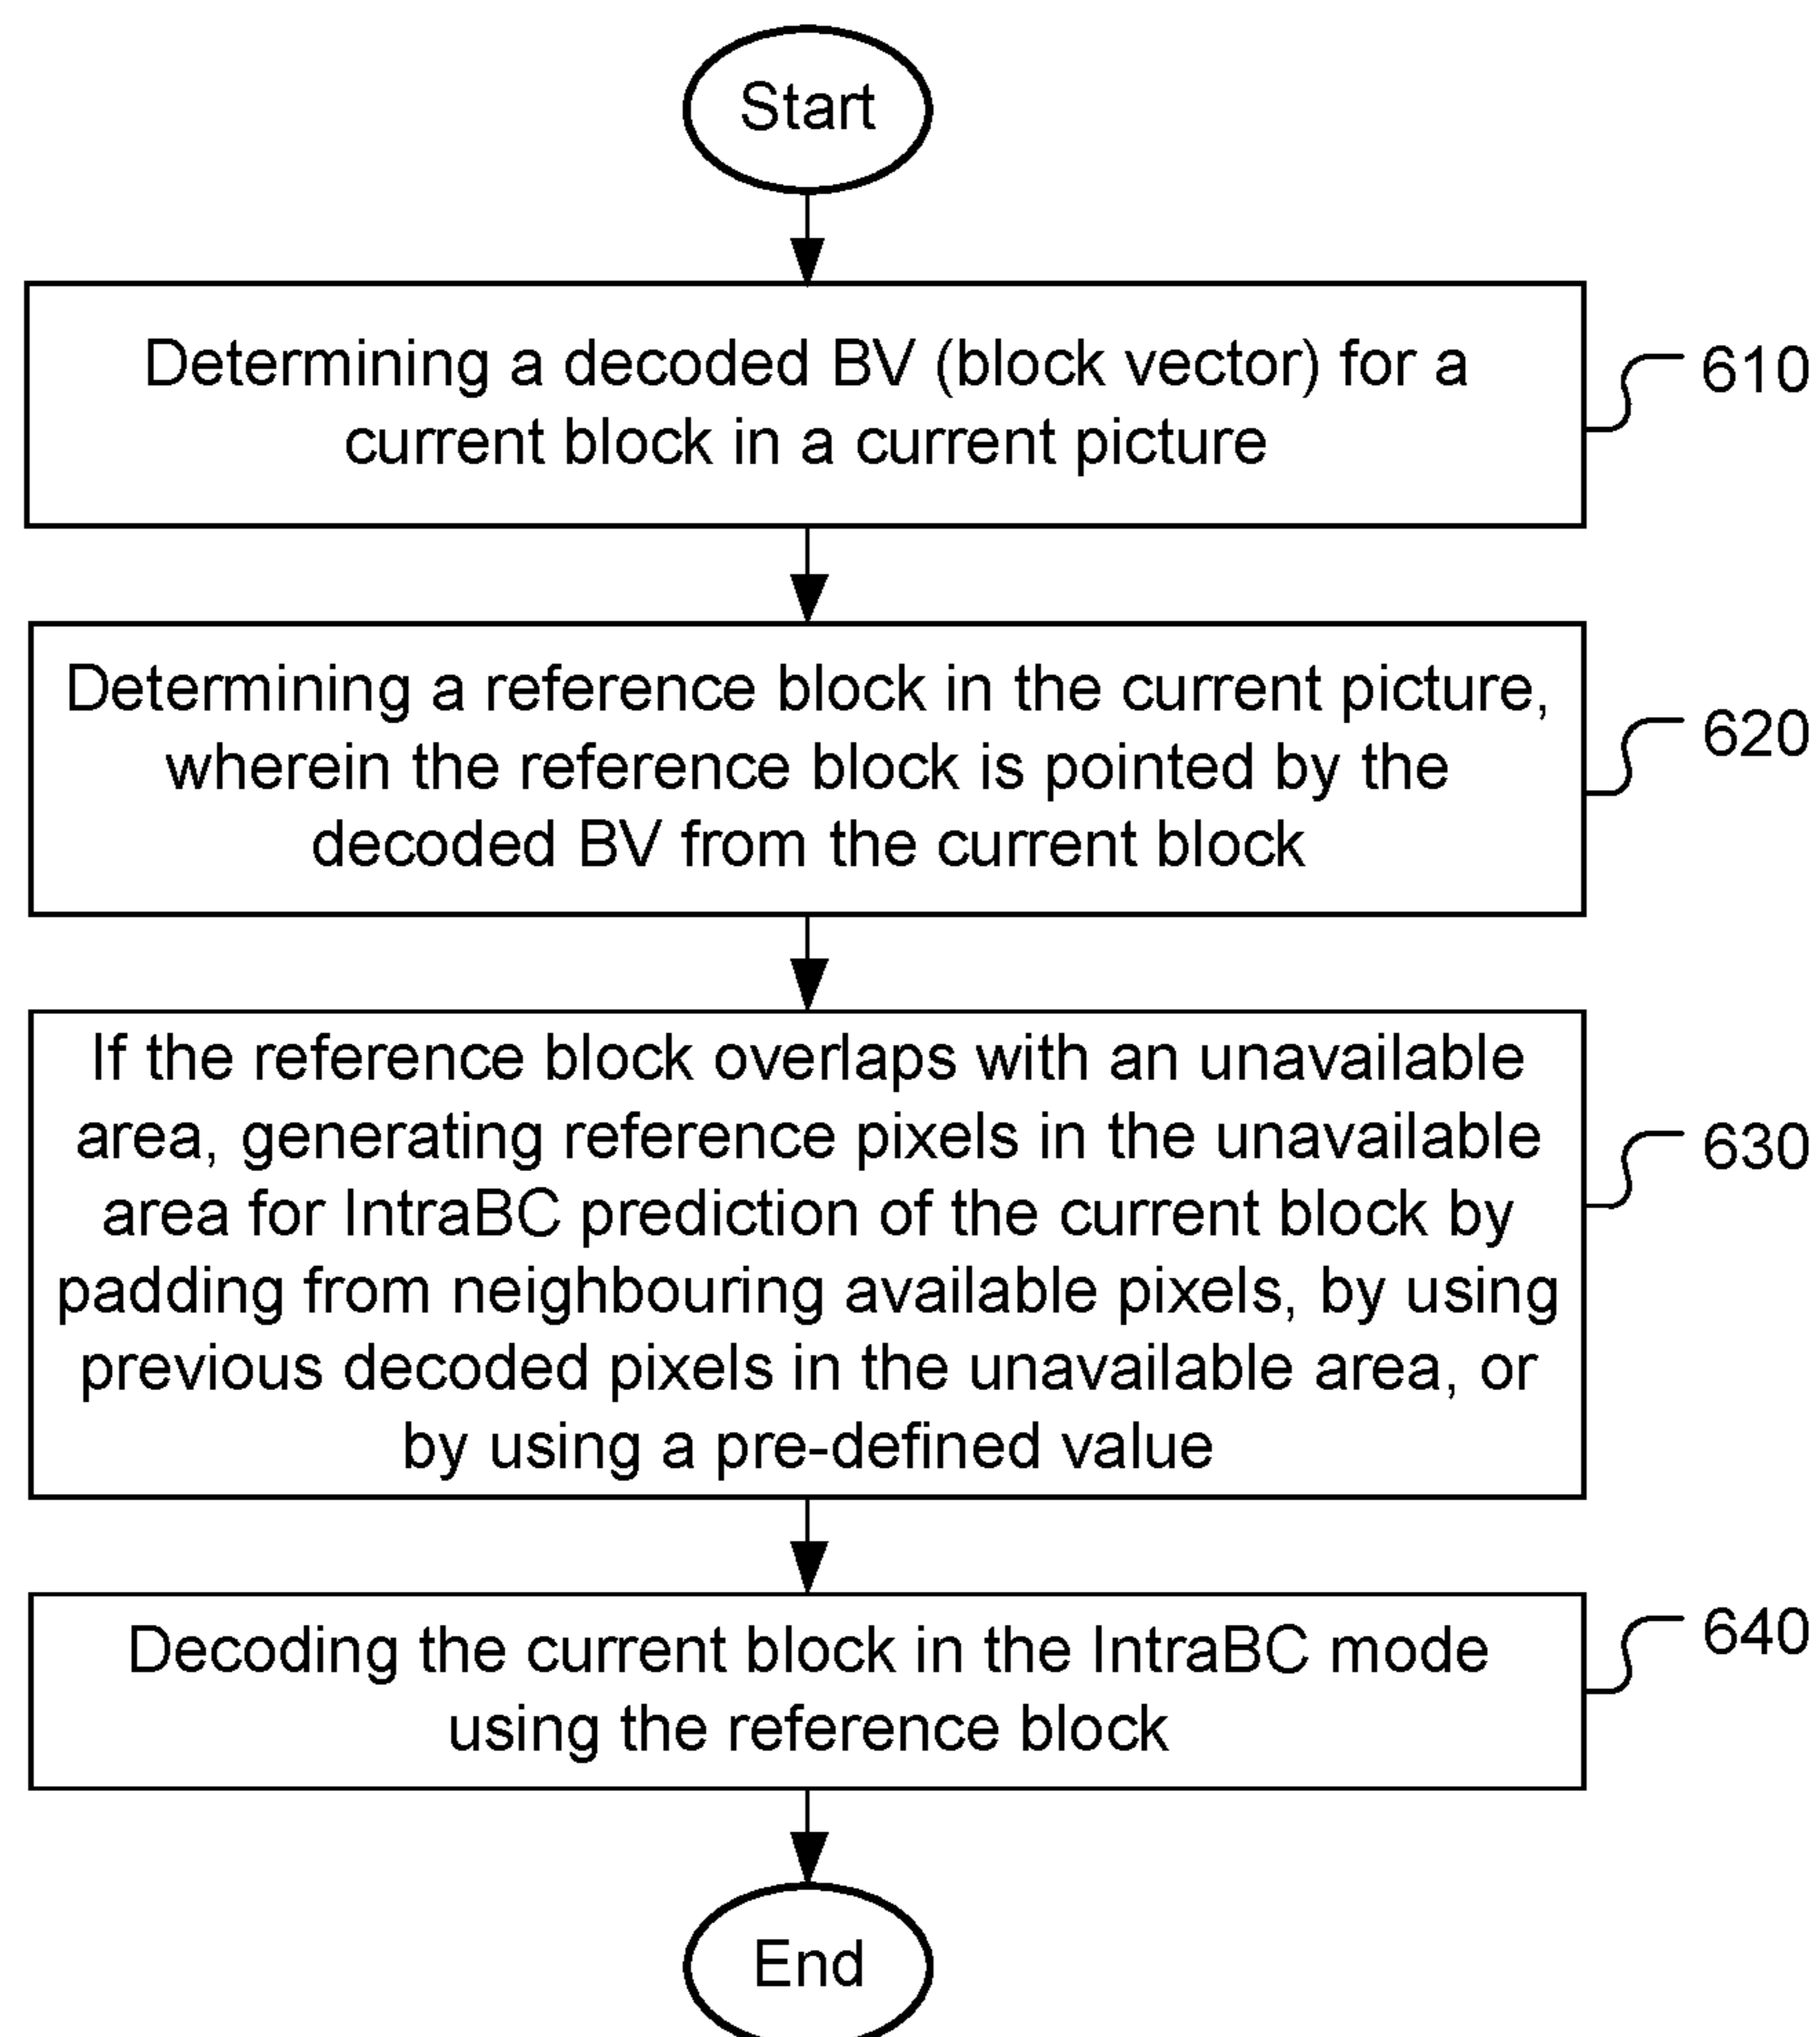 Start
Determining a decoded BV (block vector) for a
current block in a current picture
610
Determining a reference block in the current picture,
wherein the reference block is pointed by the
decoded BV from the current block
620
If the reference block overlaps with an unavailable
area, generating reference pixels in the unavailable
area for IntraBC prediction of the current block by
padding from neighbouring available pixels, by using
previous decoded pixels in the unavailable area, or
by using a pre-defined value
630
Decoding the current block in the IntraBC mode
using the reference block
640
End